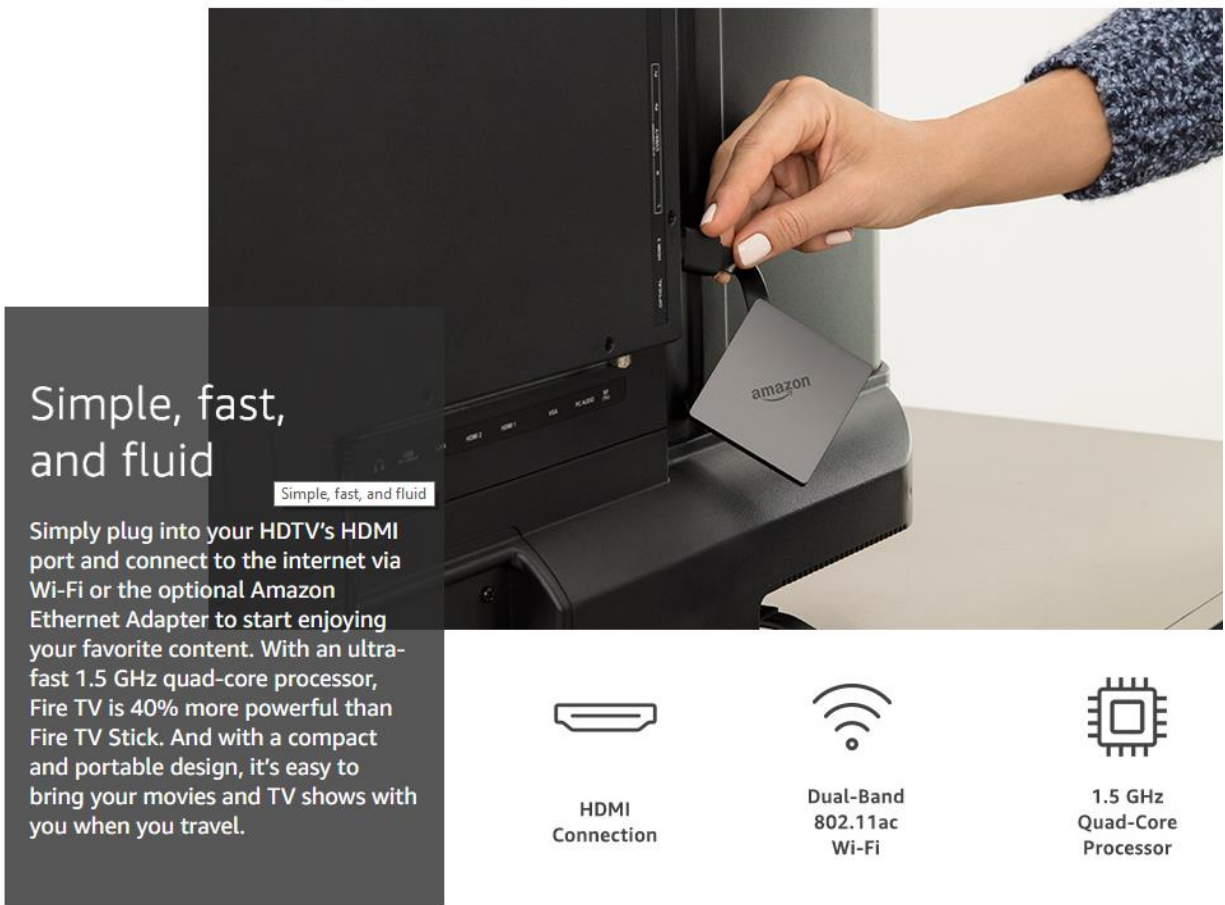 HDMI 2
OPTICAL
amazon
HDMI 2
HDMI 1
VGA
PC AUDIO
Simple, fast,
and fluid
Simple, fast, and fluid
Simply plug into your HDTV’s HDMI
port and connect to the internet via
Wi-Fi or the optional Amazon
Ethernet Adapter to start enjoying
your favorite content. With an ultra-
fast 1.5 GHz quad-core processor,
Fire TV is 40% more powerful than
Fire TV Stick. And with a compact
and portable design, it’s easy to
bring your movies and TV shows with
you when you travel.
HDMI
Connection
Dual-Band
802.11ac
Wi-Fi
1.5 GHz
Quad-Core
Processor